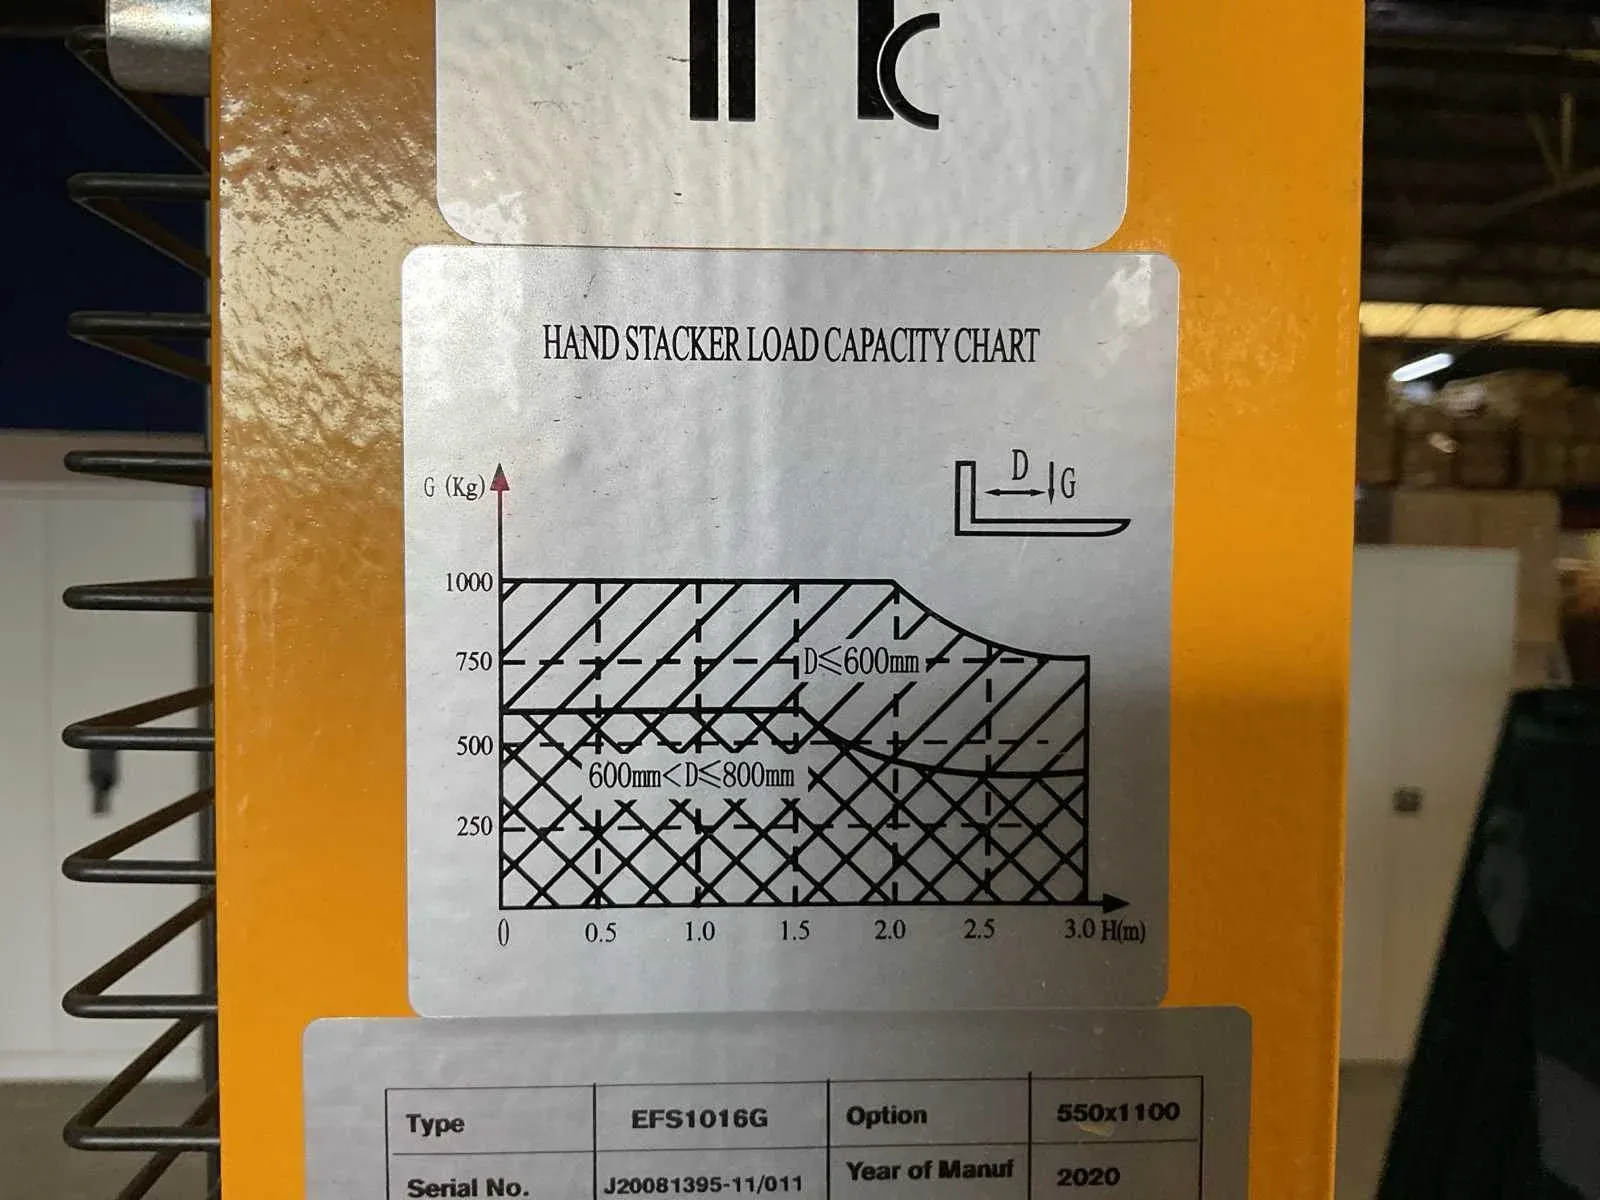 HAND STACKER LOAD CAPACITY CHART
D G
G (Kg)
1000
750
D≤600mm
500
600mm<D≤800mm
250
0 0.5 1.0 1.5 2.0 2.5 3.0 H(m)
Type EFS1016G Option 550x1100
Serial No. J20081395-11/011 Year of Manuf 2020